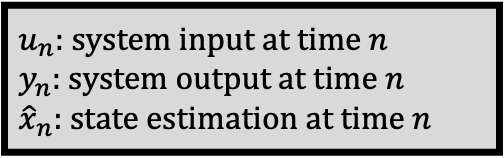 uₙ: system input at time n
yₙ: system output at time n
x̂ₙ: state estimation at time n